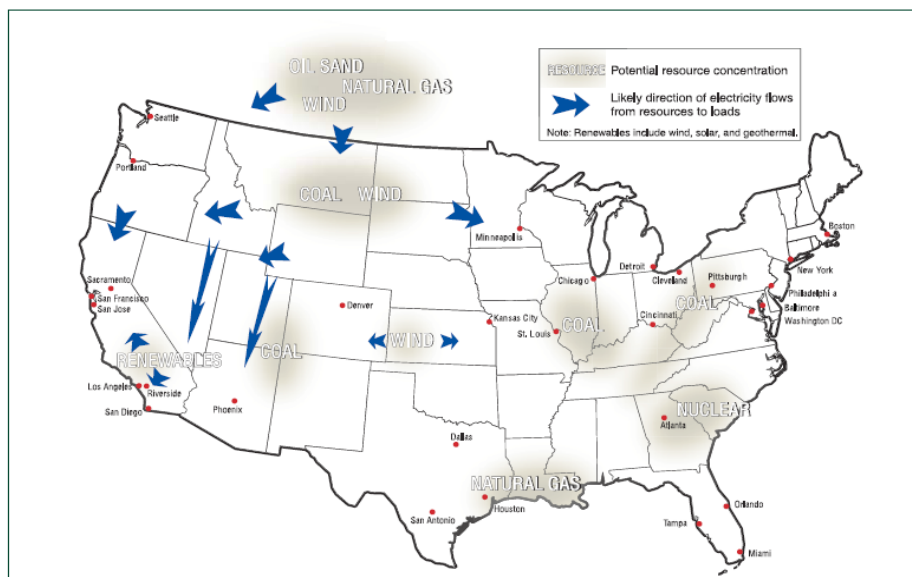 OIL SAND
NATURAL GAS
WIND
RESOURCE Potential resource concentration
Likely direction of electricity flows
from resources to loads
Note: Renewables include wind, solar, and geothermal.
Seattle
Portland
COAL WIND
Minneapolis
Boston
Detroit
New York
Chicago
Cleveland
Pittsburgh
Sacramento
San Francisco
San Jose
Denver
Kansas City
St. Louis
COAL
Cincinnati
COAL
Philadelphi a
Baltimore
Washington DC
WIND
RENEWABLES
COAL
Los Angeles
Riverside
San Diego
Phoenix
NUCLEAR
Atlanta
Dallas
NATURAL GAS
Houston
San Antonio
Orlando
Tampa
Miami